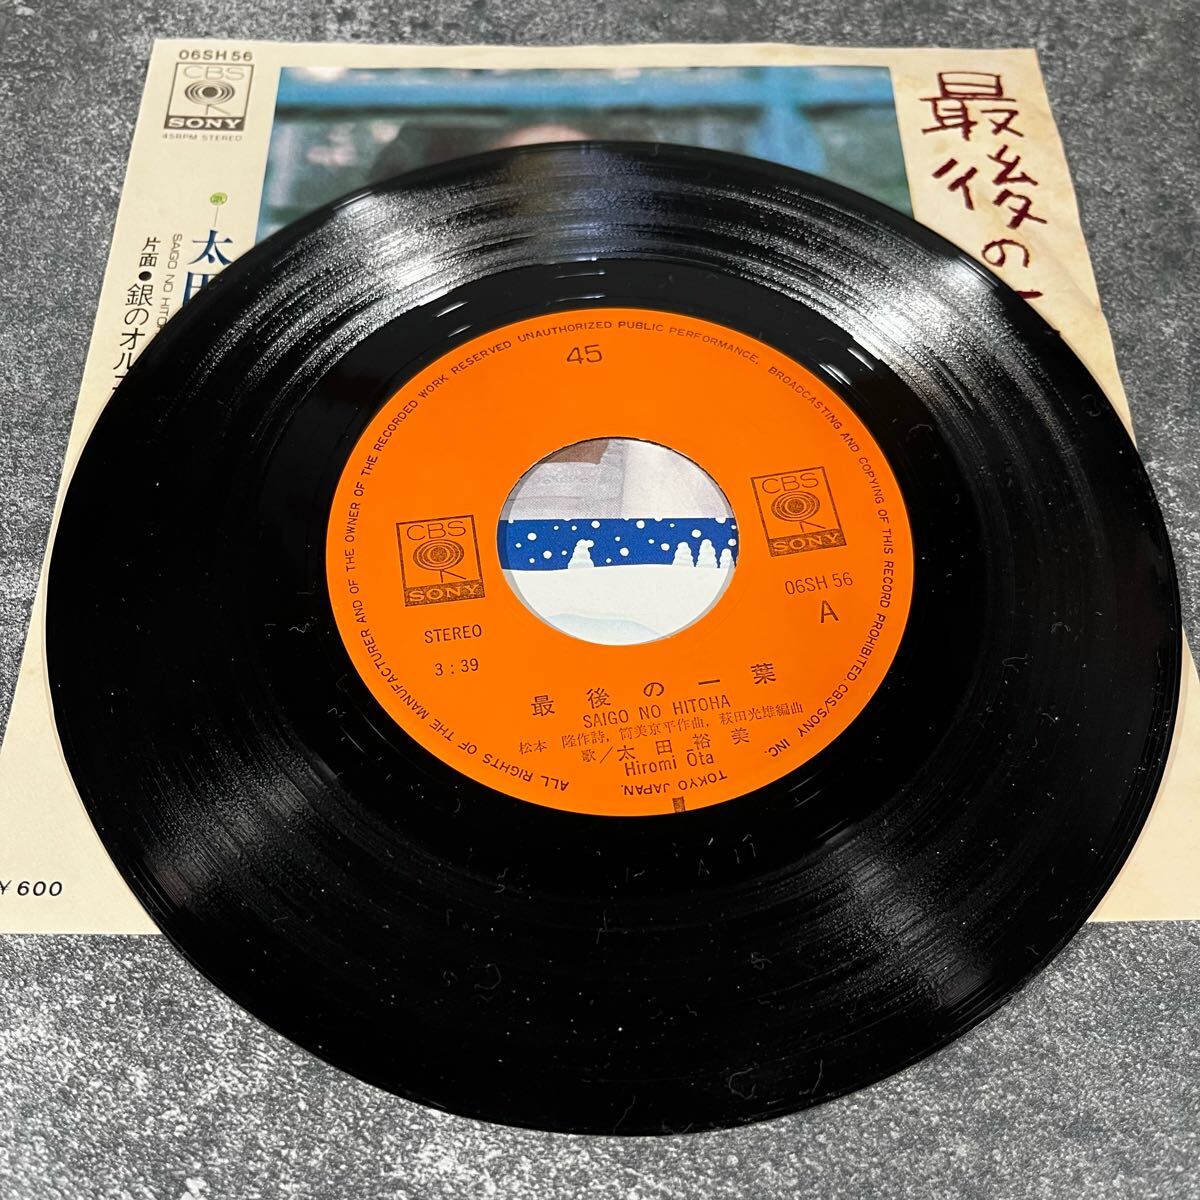 06SH 56
CBS
SONY
45RPM STEREO
最後の
歌
太田
SAIGO NO HITO
片面●銀のオル
¥600
45
ALL RIGHTS OF THE MANUFACTURER AND OF THE OWNER OF THE RECORDED WORK RESERVED UNAUTHORIZED PUBLIC PERFORMANCE, BROADCASTING AND COPYING OF THIS RECORD PROHIBITED. CBS/SONY INC. TOKYO JAPAN.
CBS
SONY
CBS
SONY
STEREO
3:39
06SH 56
A
最後の一葉
SAIGO NO HITOHA
松本 隆作詩, 筒美京平作曲, 萩田光雄編曲
歌/太田裕美
Hiromi Ōta